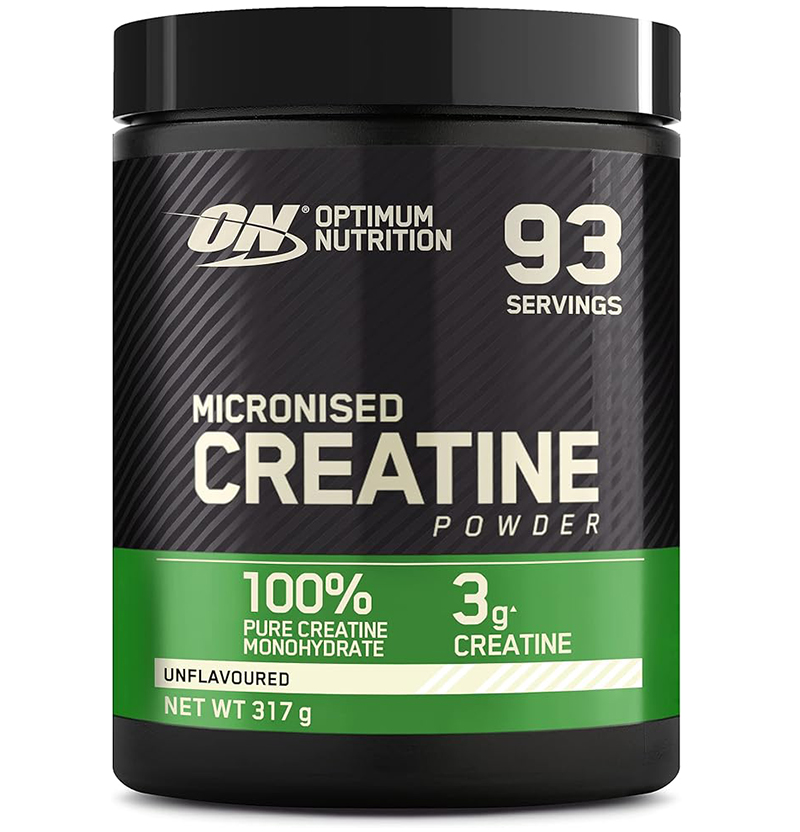 ON® OPTIMUM
NUTRITION
93
SERVINGS
MICRONISED
CREATINE
POWDER
100%
PURE CREATINE
MONOHYDRATE
3g▲
CREATINE
UNFLAVOURED
NET WT 317 g